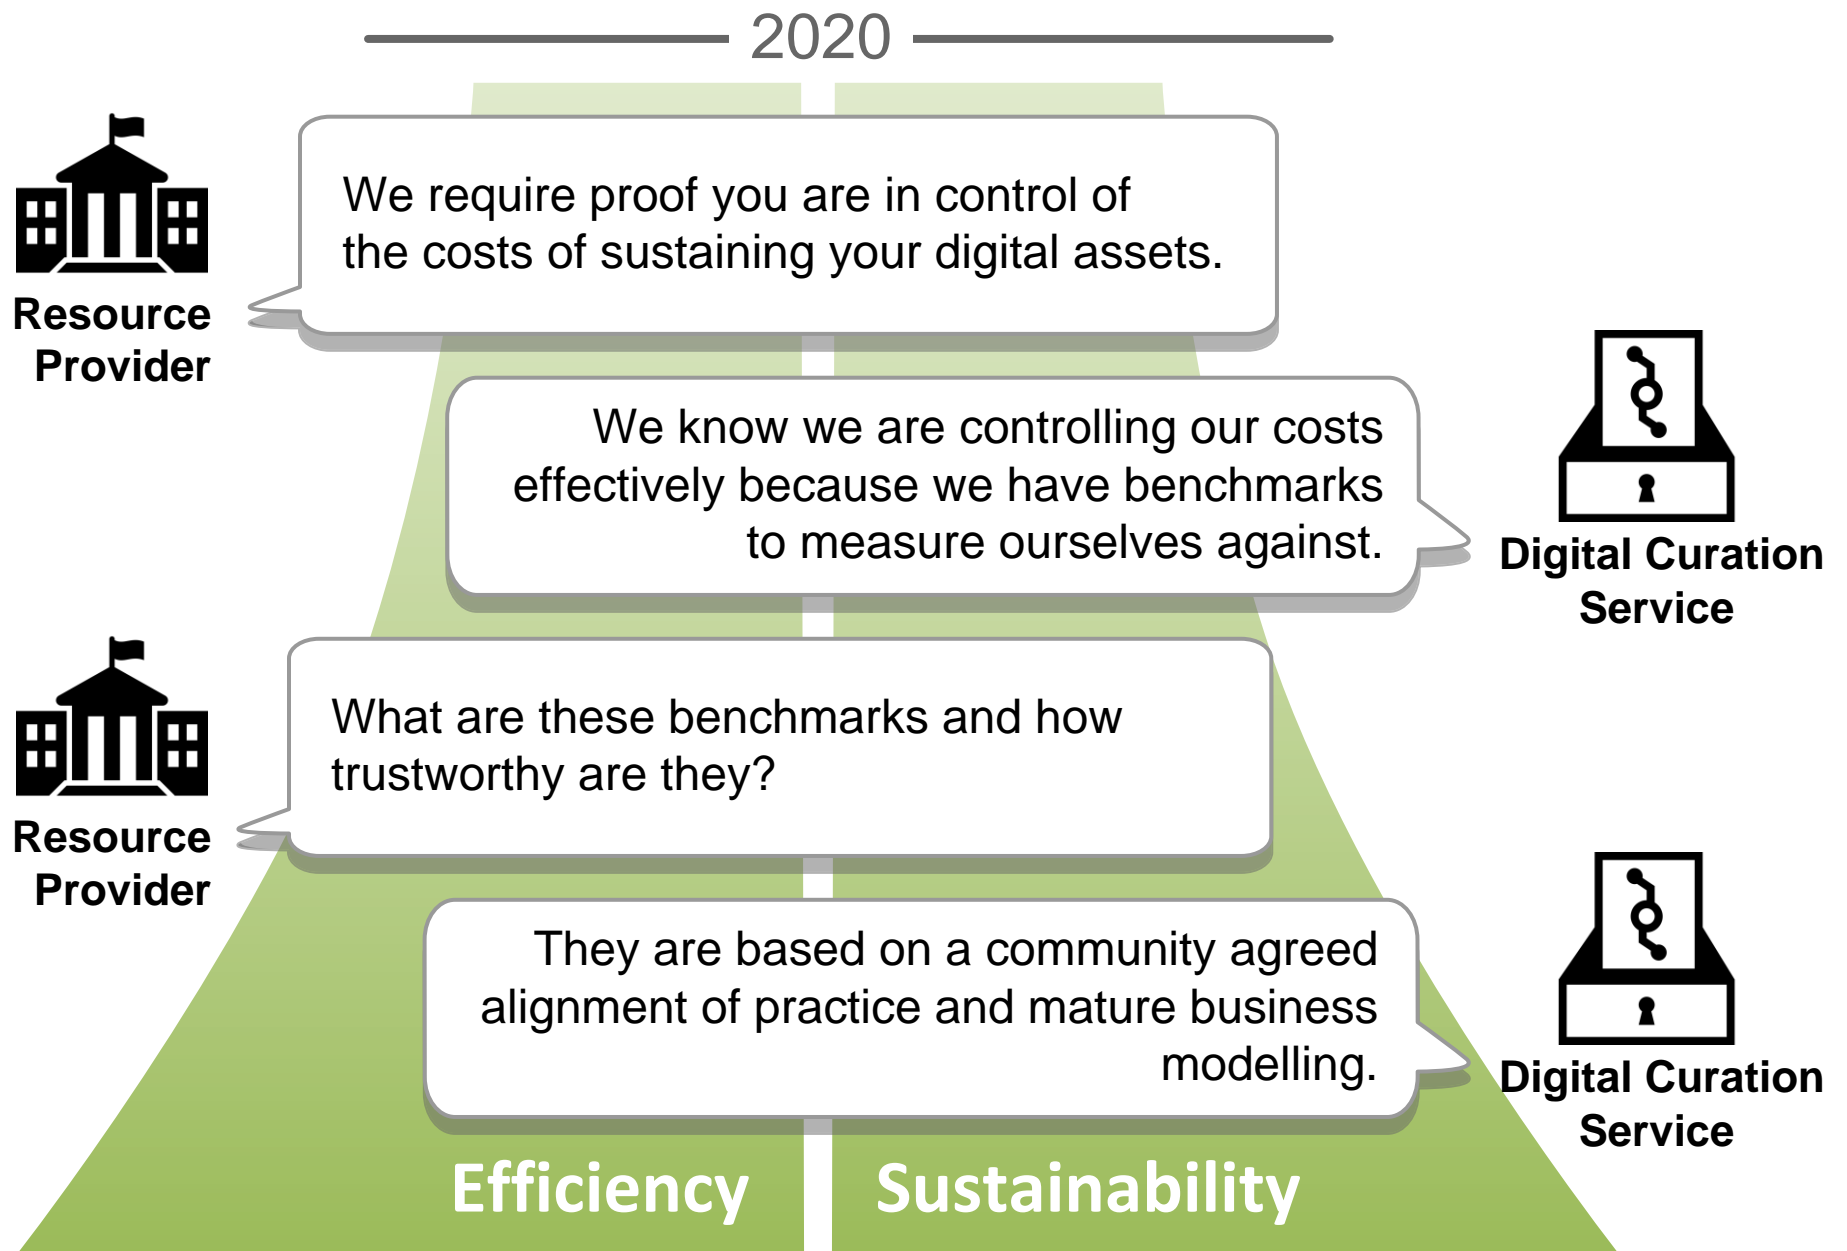 2020
We require proof you are in control of
the costs of sustaining your digital assets.
Resource
Provider
We know we are controlling our costs
effectively because we have benchmarks
to measure ourselves against.
Digital Curation
Service
What are these benchmarks and how
trustworthy are they?
Resource
Provider
They are based on a community agreed
alignment of practice and mature business
modelling.
Digital Curation
Service
Efficiency
Sustainability